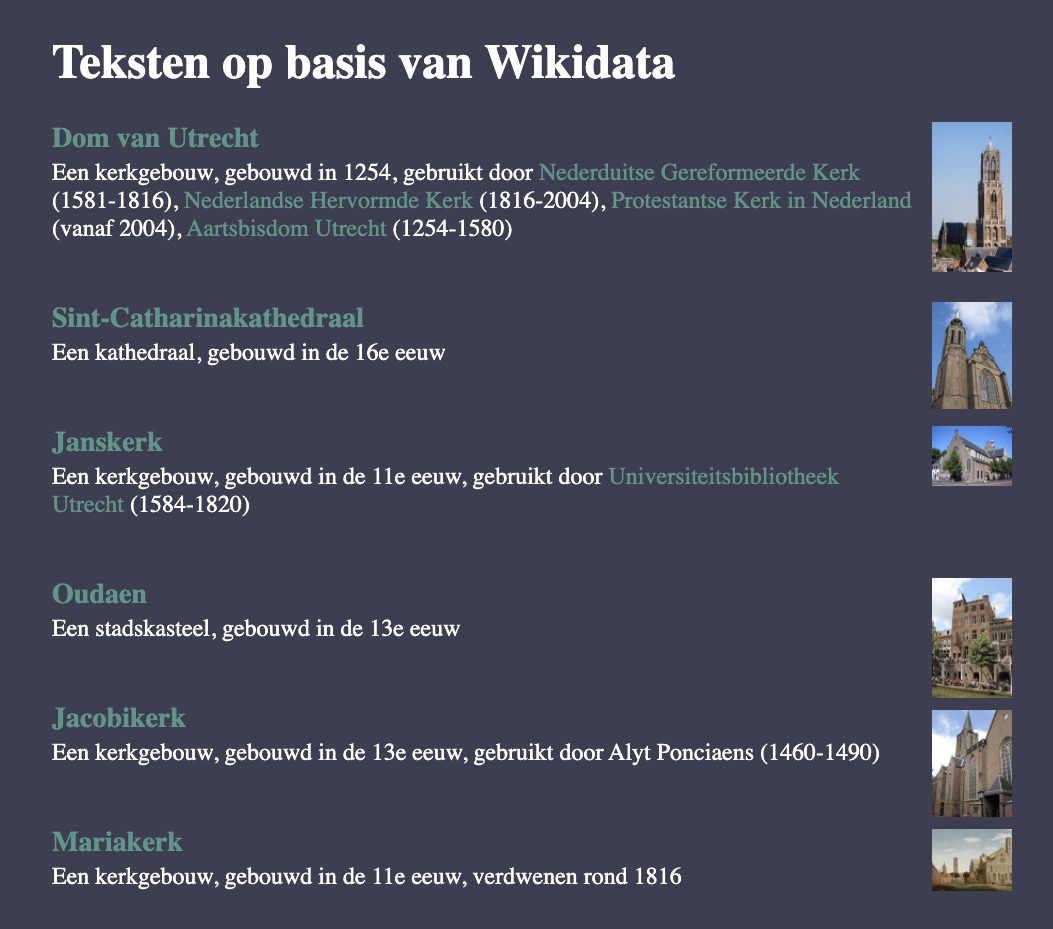 Teksten op basis van Wikidata
Dom van Utrecht
Een kerkgebouw, gebouwd in 1254, gebruikt door Nederduitse Gereformeerde Kerk
(1581-1816), Nederlandse Hervormde Kerk (1816-2004), Protestantse Kerk in Nederland
(vanaf 2004), Aartsbisdom Utrecht (1254-1580)
Sint-Catharinakathedraal
Een kathedraal, gebouwd in de 16e eeuw
Janskerk
Een kerkgebouw, gebouwd in de 11e eeuw, gebruikt door Universiteitsbibliotheek
Utrecht (1584-1820)
Oudaen
Een stadskasteel, gebouwd in de 13e eeuw
Jacobikerk
Een kerkgebouw, gebouwd in de 13e eeuw, gebruikt door Alyt Ponciaens (1460-1490)
Mariakerk
Een kerkgebouw, gebouwd in de 11e eeuw, verdwenen rond 1816